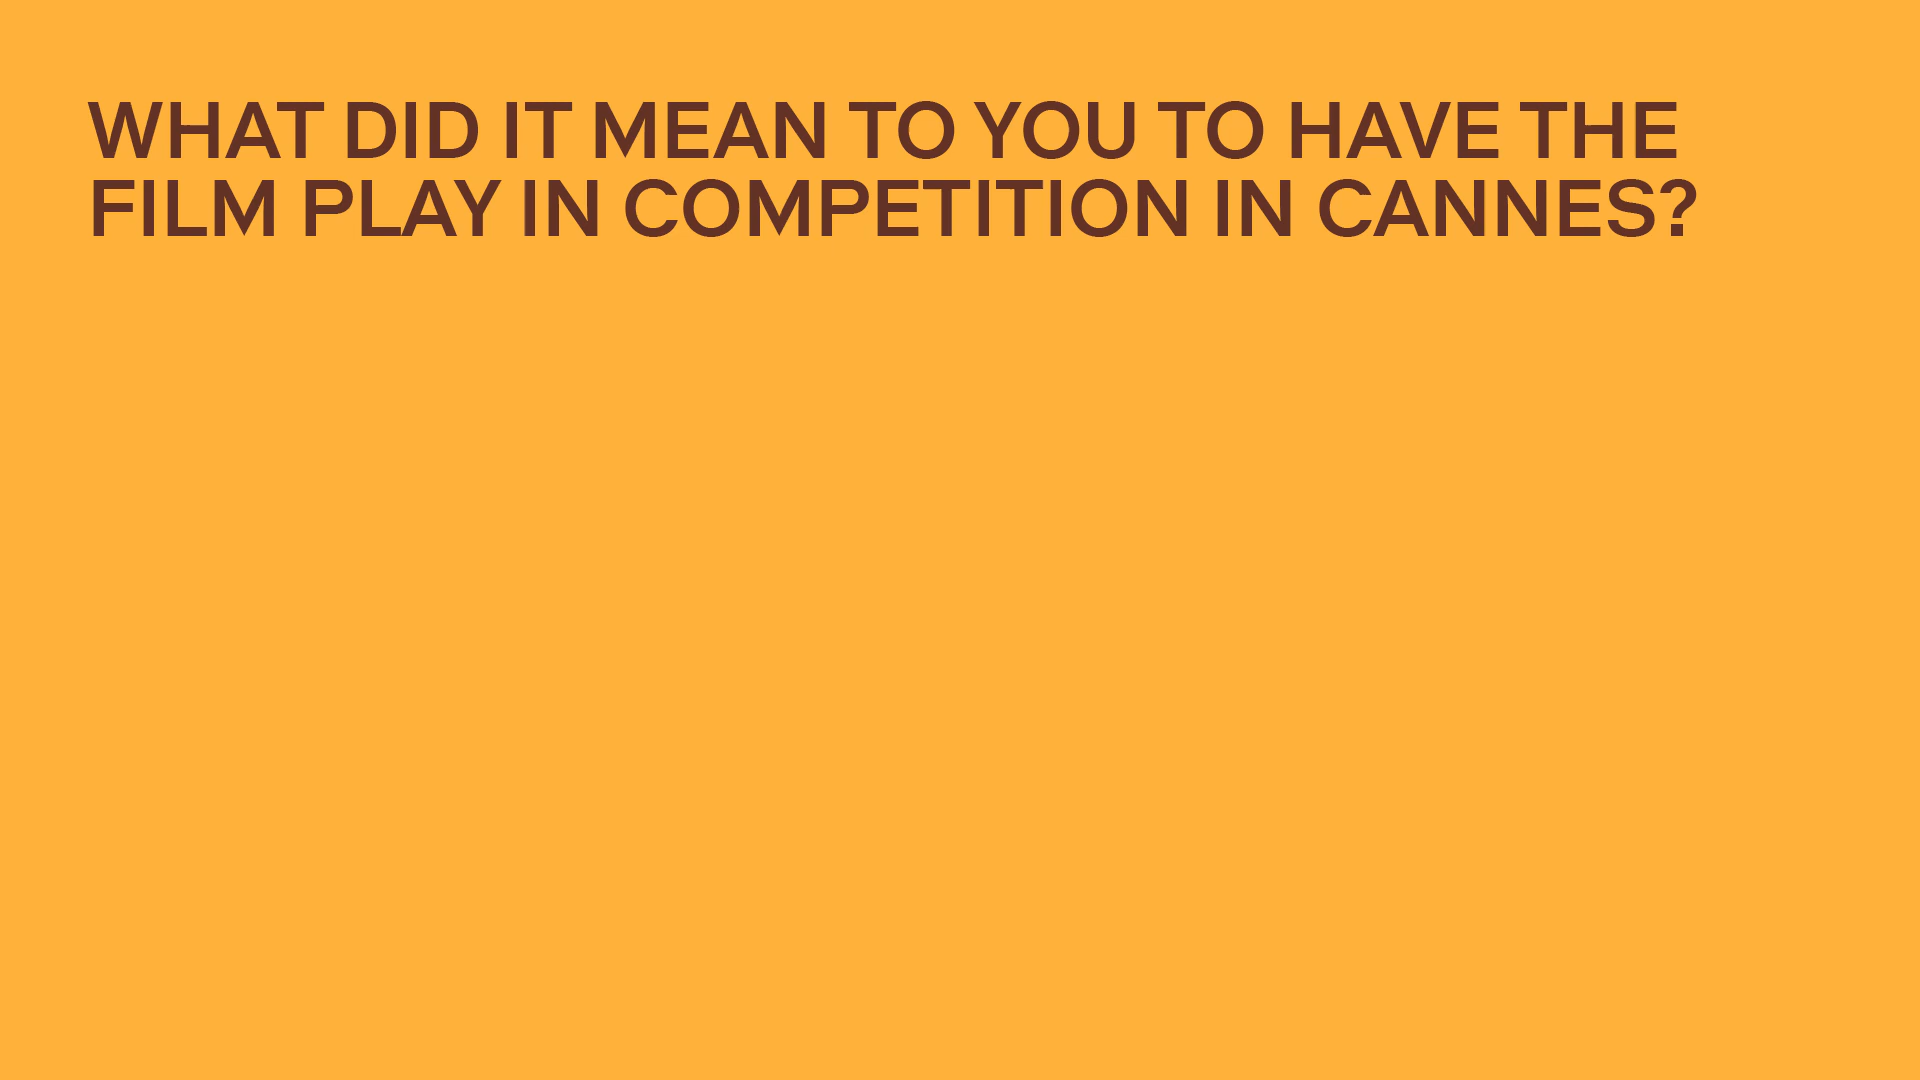 WHAT DID IT MEAN TO YOU TO HAVE THE
FILM PLAY IN COMPETITION IN CANNES?